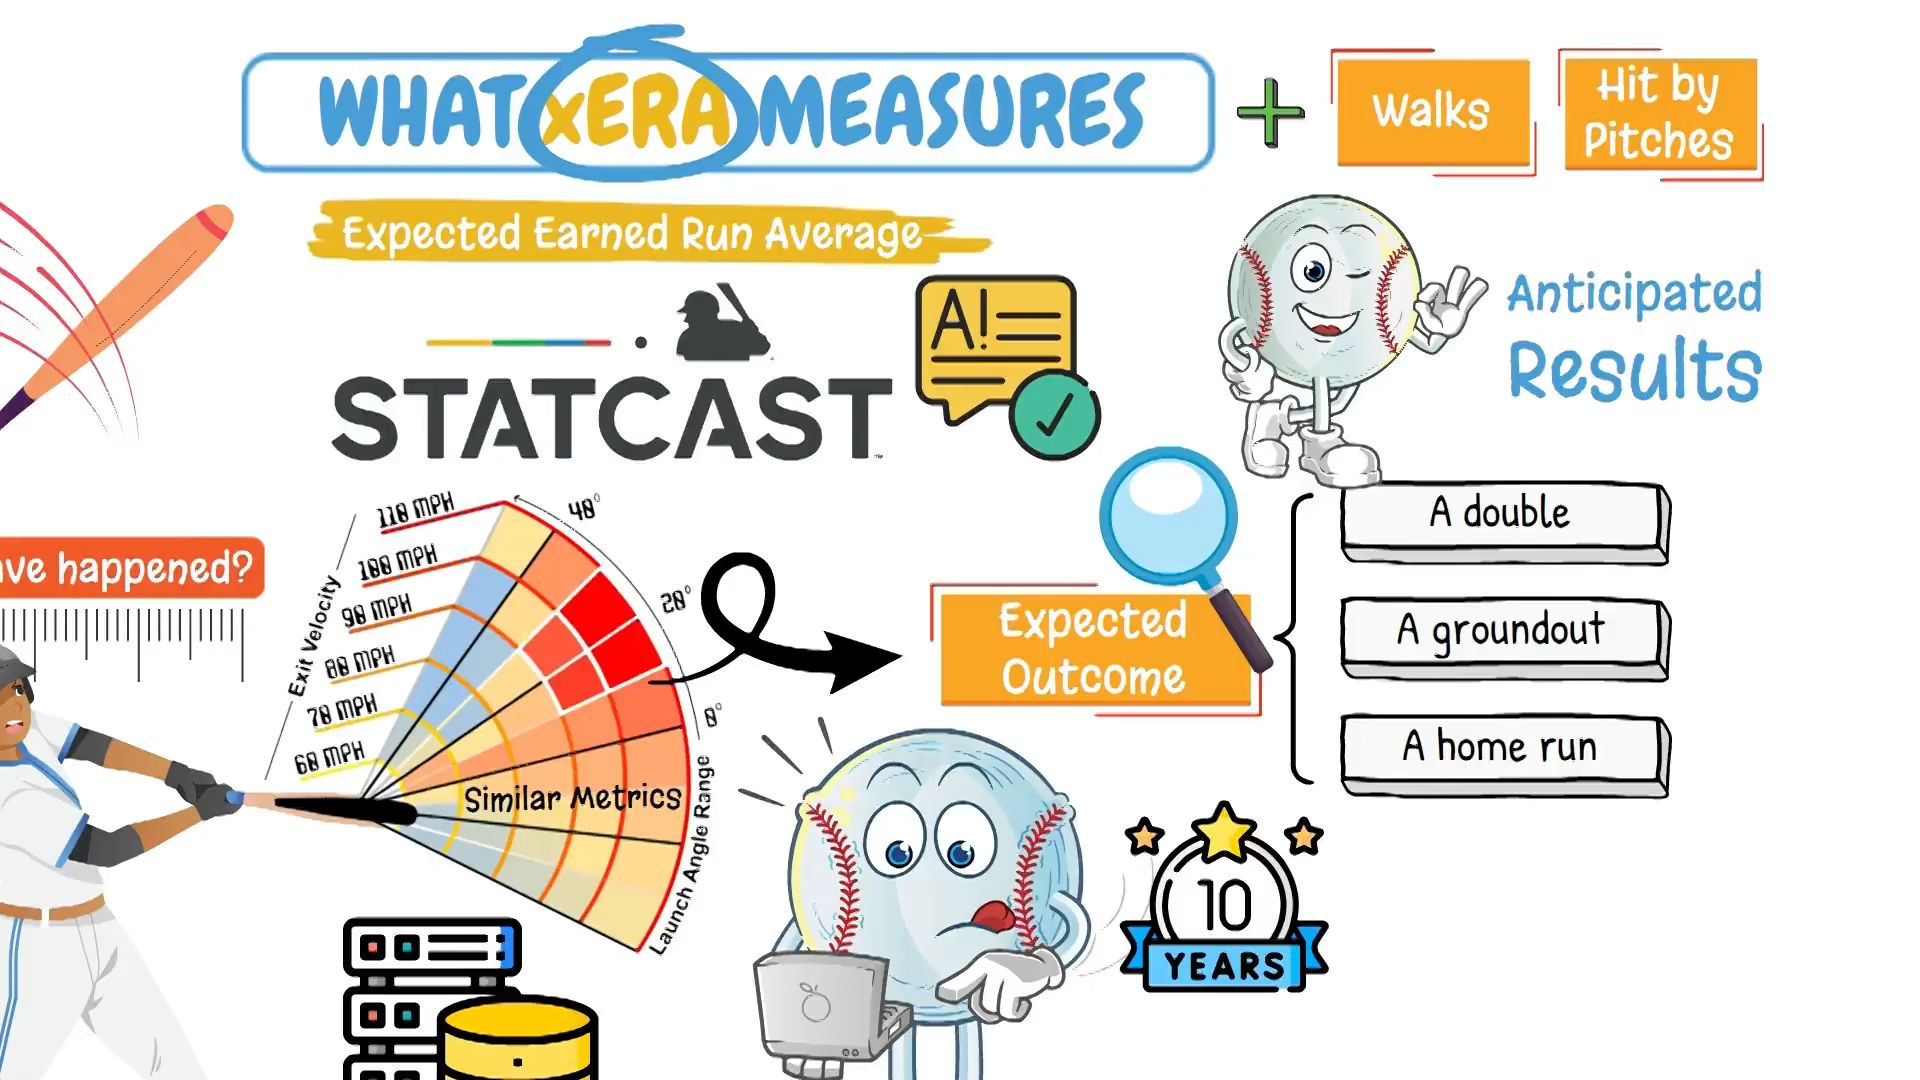 WHAT xERA MEASURES
Walks
Hit by
Pitches
Expected Earned Run Average
STATCAST
A!
Anticipated
Results
110 MPH
100 MPH
90 MPH
80 MPH
70 MPH
60 MPH
Exit Velocity
40°
20°
0°
Launch Angle Range
Similar Metrics
happened?
Expected
Outcome
A double
A groundout
A home run
10
YEARS